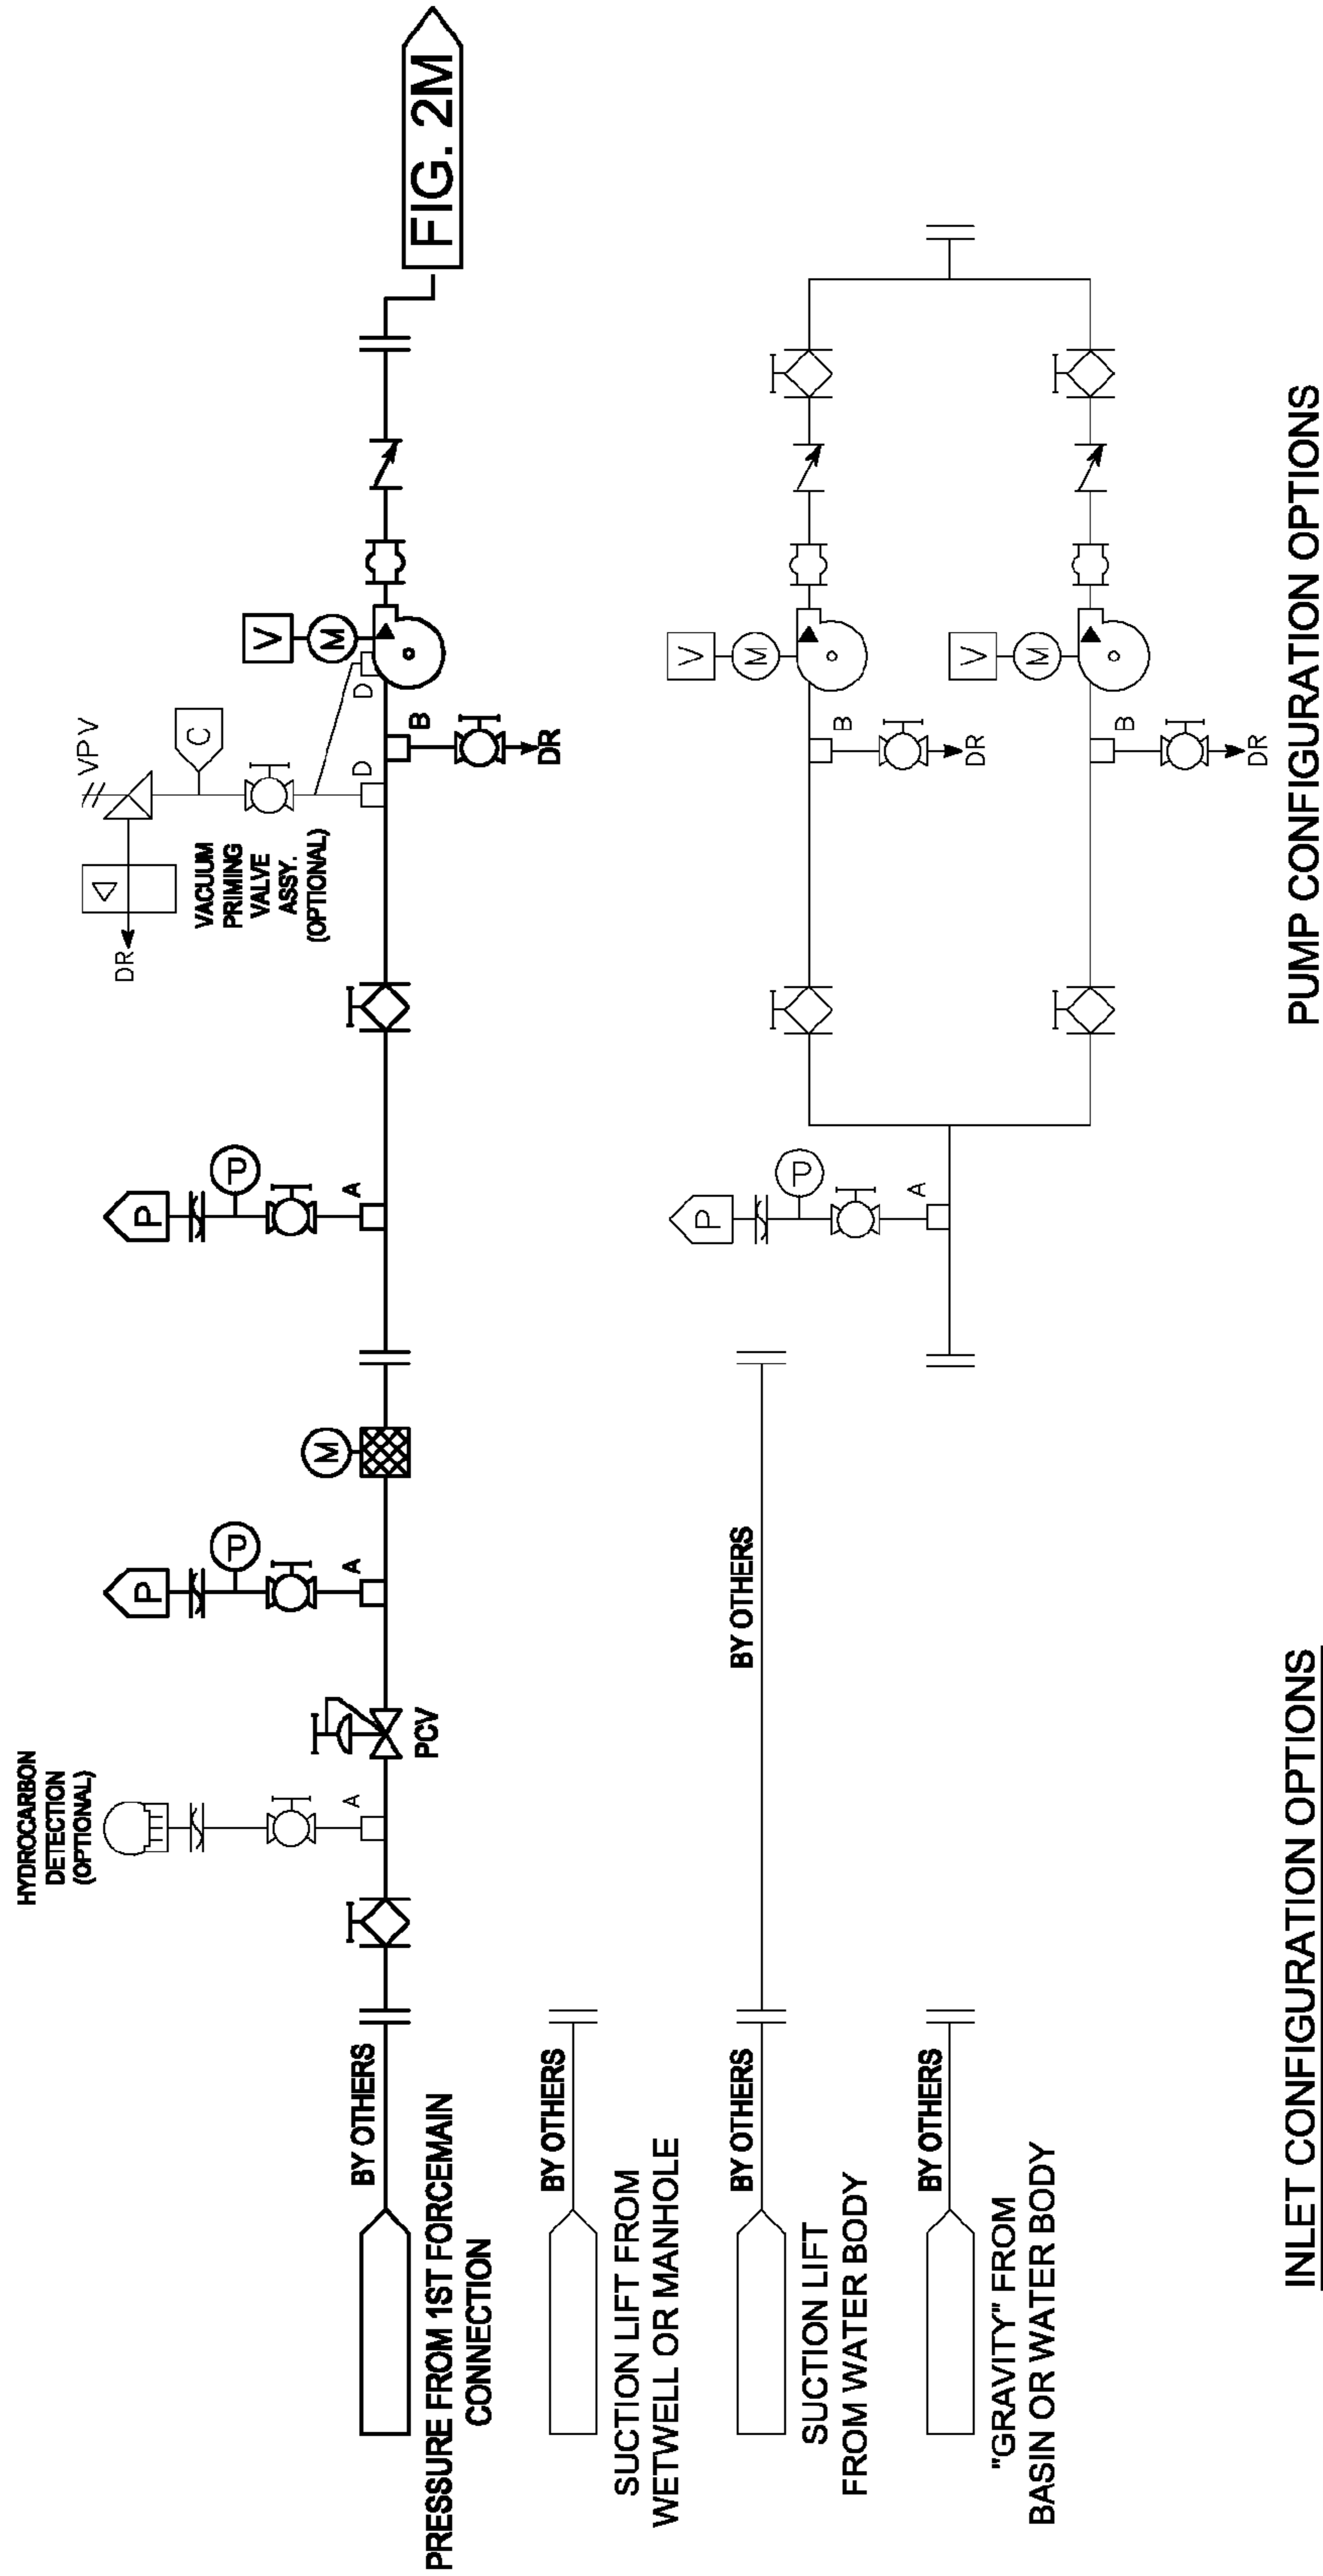 HYDROCARBON
DETECTION
(OPTIONAL)
P
P
A
P
P
A
A
PCV
M
DR
VPV
C
VACUUM
PRIMING
VALVE
ASSY.
(OPTIONAL)
D
D
V
M
B
DR
FIG. 2M
BY OTHERS
PRESSURE FROM 1ST FORCEMAIN
CONNECTION
BY OTHERS
SUCTION LIFT FROM
WETWELL OR MANHOLE
BY OTHERS
BY OTHERS
SUCTION LIFT
FROM WATER BODY
BY OTHERS
"GRAVITY" FROM
BASIN OR WATER BODY
P
P
A
V
M
B
DR
V
M
B
DR
INLET CONFIGURATION OPTIONS
PUMP CONFIGURATION OPTIONS